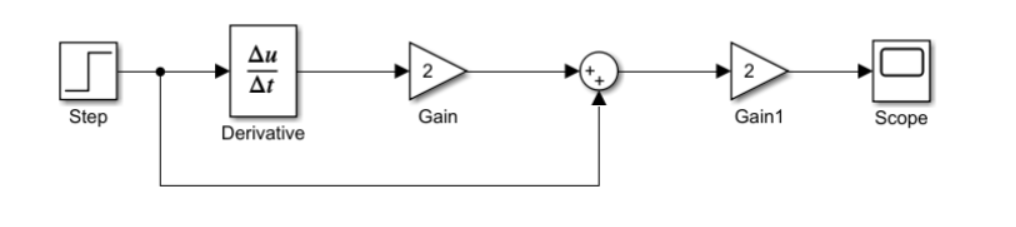 Δu
Δt
2
+
+
2
Step
Derivative
Gain
Gain1
Scope